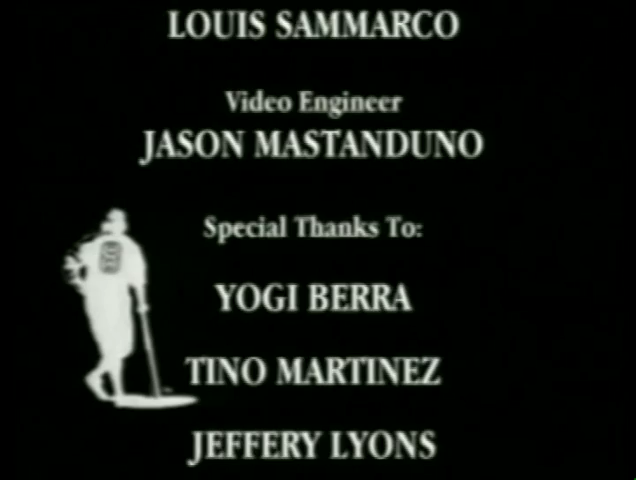 LOUIS SAMMARCO
Video Engineer
JASON MASTANDUNO
Special Thanks To:
YOGI BERRA
TINO MARTINEZ
JEFFERY LYONS